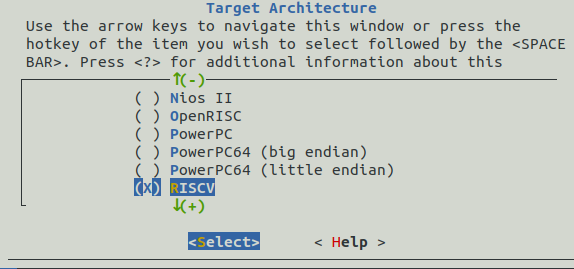 Target Architecture
Use the arrow keys to navigate this window or press the
hotkey of the item you wish to select followed by the <SPACE
BAR>. Press <?> for additional information about this
↑(-)
( ) Nios II
( ) OpenRISC
( ) PowerPC
( ) PowerPC64 (big endian)
( ) PowerPC64 (little endian)
(X) RISCV
↓(+)
<Select> < Help >